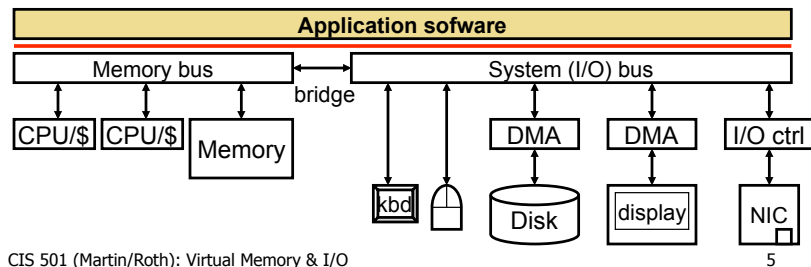 Application sofware
Memory bus
System (I/O) bus
bridge
CPU/$
CPU/$
Memory
DMA
DMA
I/O ctrl
kbd
Disk
display
NIC
CIS 501 (Martin/Roth): Virtual Memory & I/O
5